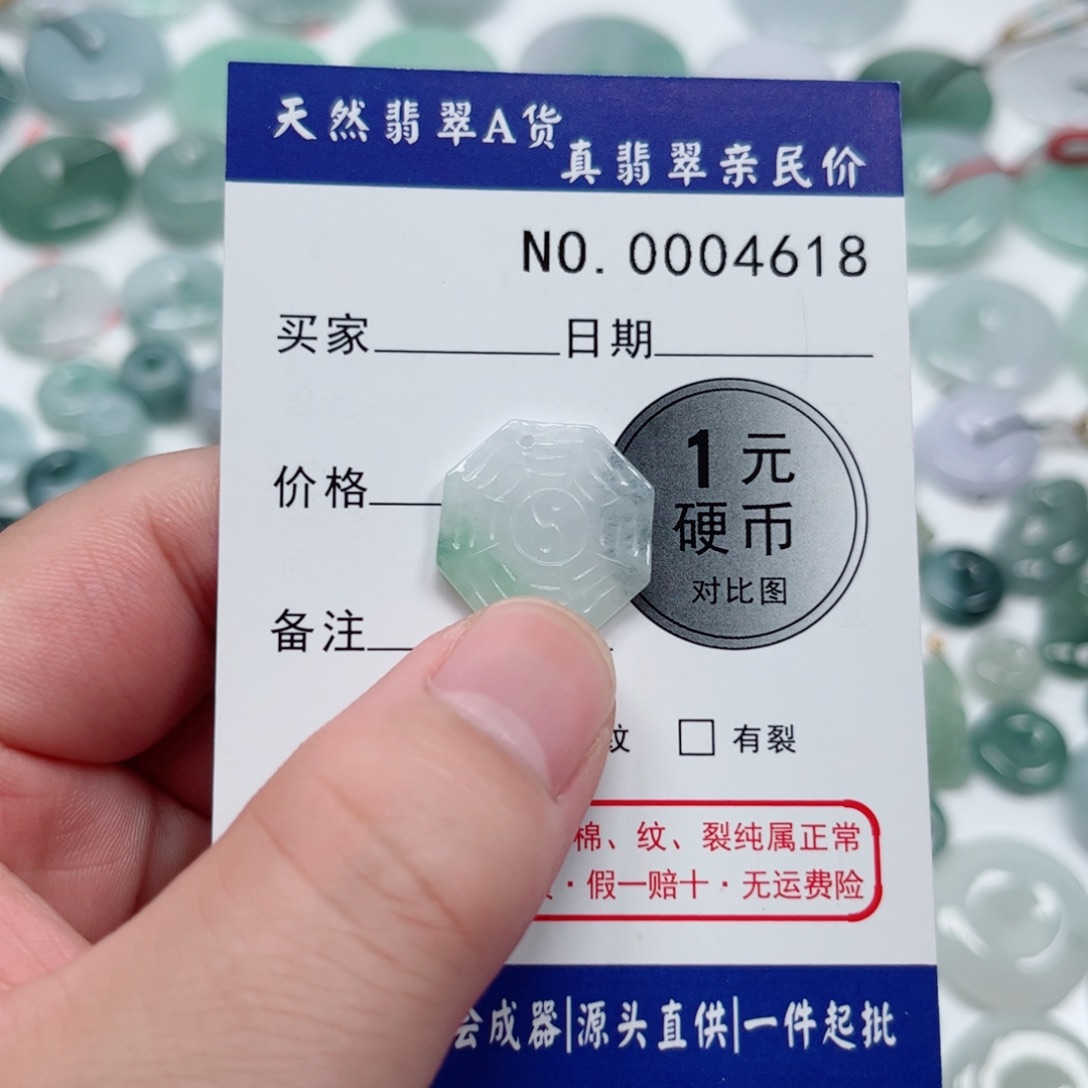 天然翡翠A货
真翡翠亲民价
NO. 0004618
买家 日期
价格
1元
硬币
对比图
备注
纹 有裂
棉、纹、裂纯属正常
·假一赔十·无运费险
会成器|源头直供|一件起批